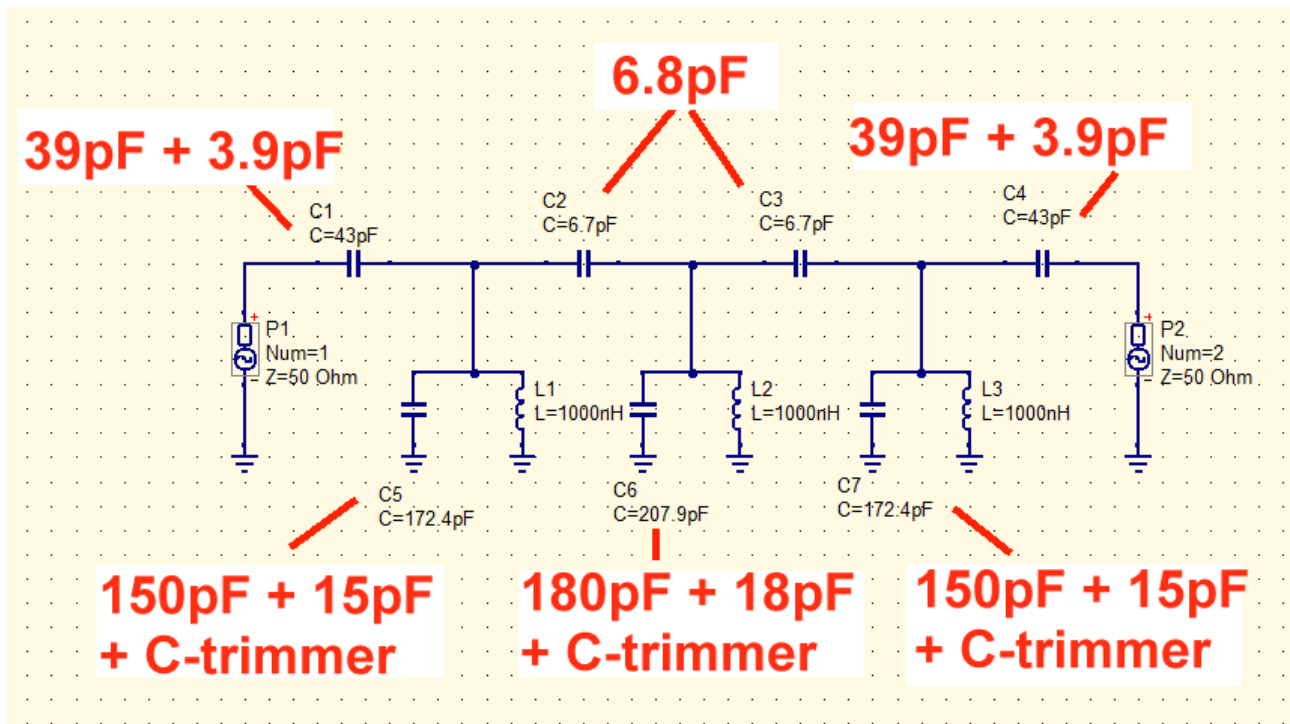 6.8pF
39pF + 3.9pF
39pF + 3.9pF
C1
C=43pF
C2
C=6.7pF
C3
C=6.7pF
C4
C=43pF
+
P1
Num=1
Z=50 Ohm
-
+
P2
Num=2
Z=50 Ohm
-
L1
L=1000nH
L2
L=1000nH
L3
L=1000nH
C5
C=172.4pF
C6
C=207.9pF
C7
C=172.4pF
150pF + 15pF
+ C-trimmer
180pF + 18pF
+ C-trimmer
150pF + 15pF
+ C-trimmer